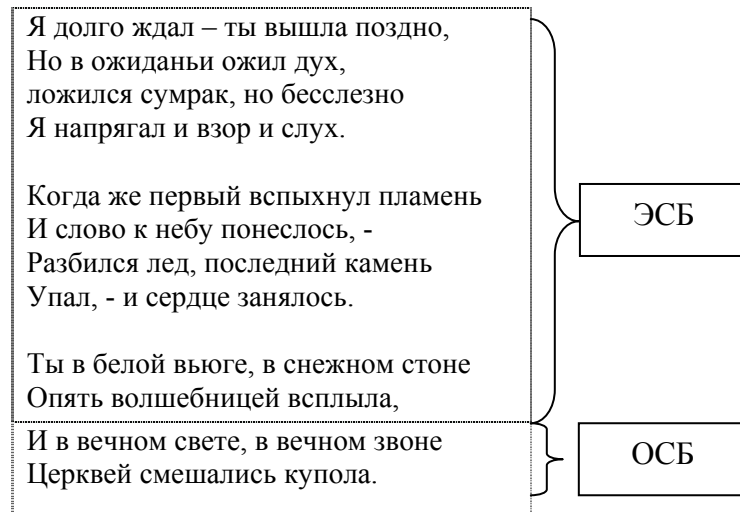 Я долго ждал – ты вышла поздно,
Но в ожиданьи ожил дух,
ложился сумрак, но бесслезно
Я напрягал и взор и слух.
Когда же первый вспыхнул пламень
И слово к небу понеслось, -
Разбился лед, последний камень
Упал, - и сердце занялось.
Ты в белой вьюге, в снежном стоне
Опять волшебницей всплыла,
И в вечном свете, в вечном звоне
Церквей смешались купола.
ЭСБ
ОСБ